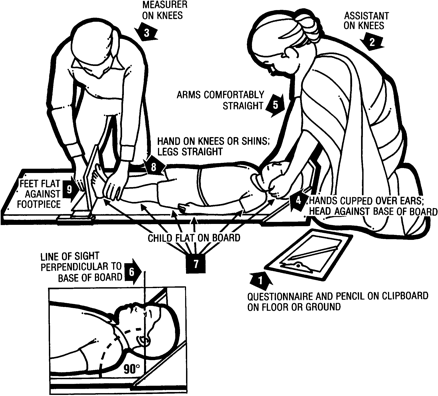 MEASURER
ON KNEES
3
ASSISTANT
ON KNEES
2
ARMS COMFORTABLY
STRAIGHT
5
HAND ON KNEES OR SHINS;
LEGS STRAIGHT
8
FEET FLAT
AGAINST
FOOTPIECE
9
4
HANDS CUPPED OVER EARS;
HEAD AGAINST BASE OF BOARD
CHILD FLAT ON BOARD
7
LINE OF SIGHT
PERPENDICULAR TO
BASE OF BOARD
6
1
QUESTIONNAIRE AND PENCIL ON CLIPBOARD
ON FLOOR OR GROUND
90°